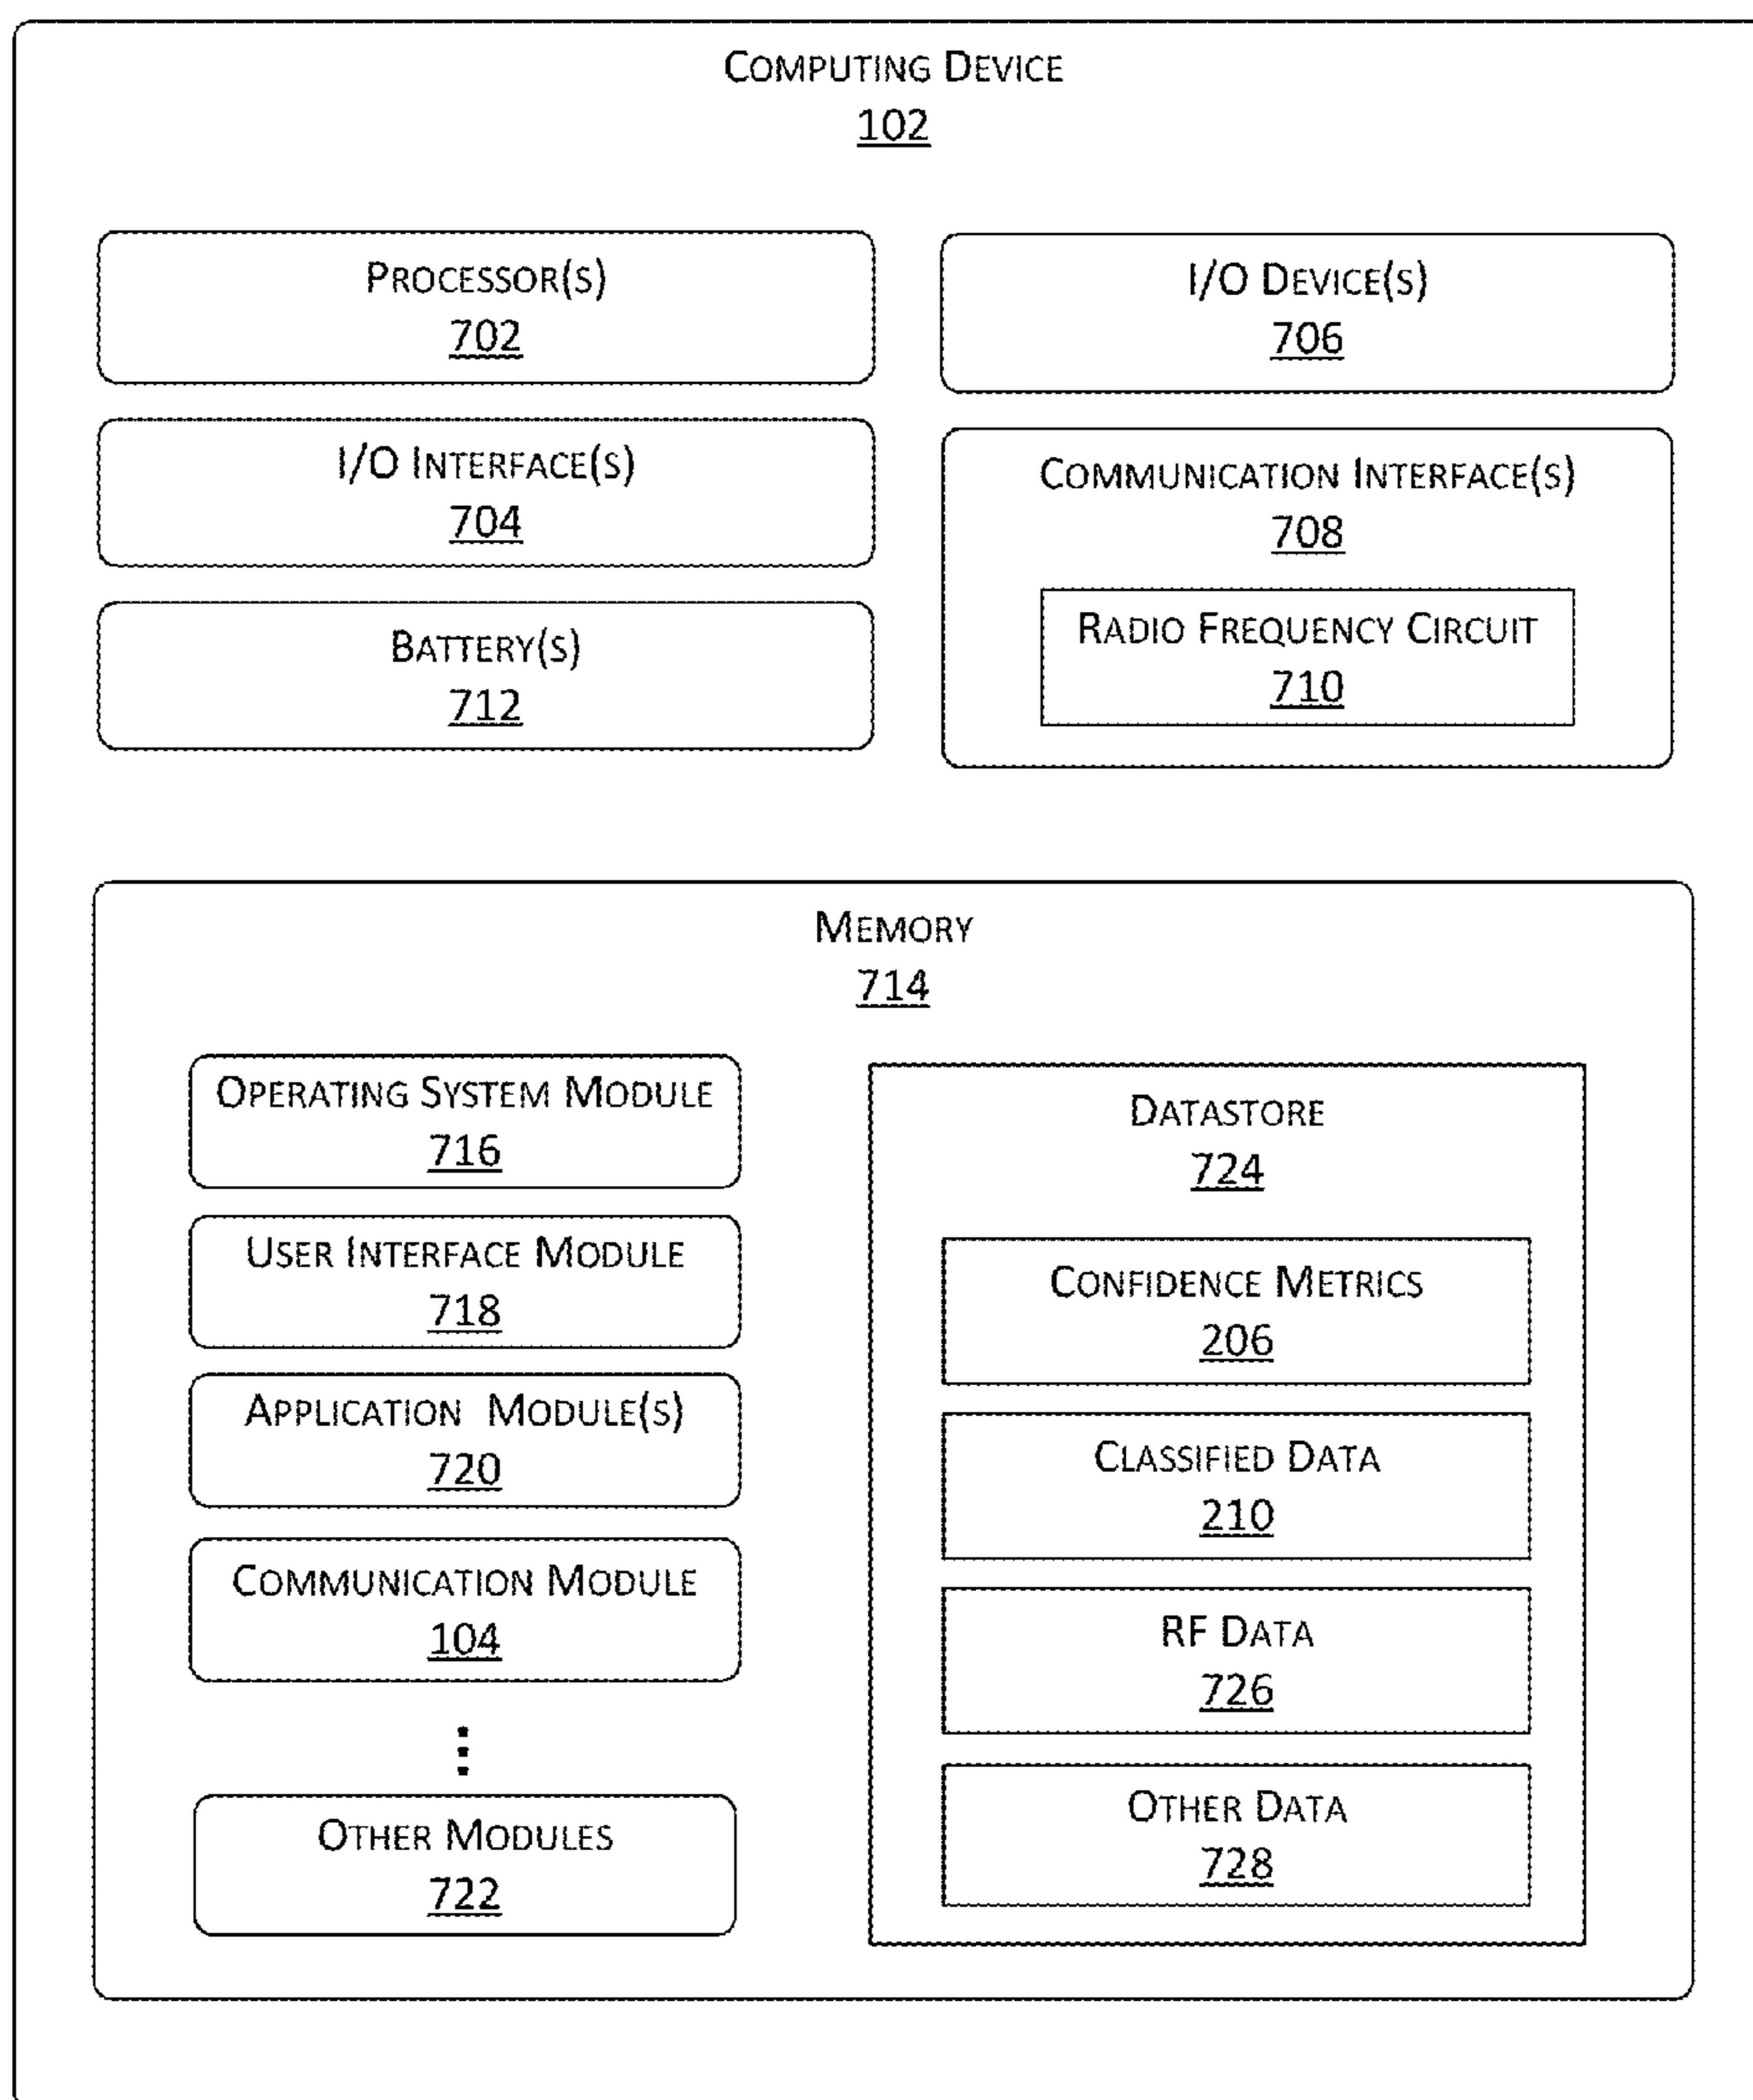 COMPUTING DEVICE
102
PROCESSOR(S)
702
I/O INTERFACE(S)
704
BATTERY(S)
712
I/O DEVICE(S)
706
COMMUNICATION INTERFACE(S)
708
RADIO FREQUENCY CIRCUIT
710
MEMORY
714
OPERATING SYSTEM MODULE
716
USER INTERFACE MODULE
718
APPLICATION MODULE(S)
720
COMMUNICATION MODULE
104
OTHER MODULES
722
DATASTORE
724
CONFIDENCE METRICS
206
CLASSIFIED DATA
210
RF DATA
726
OTHER DATA
728